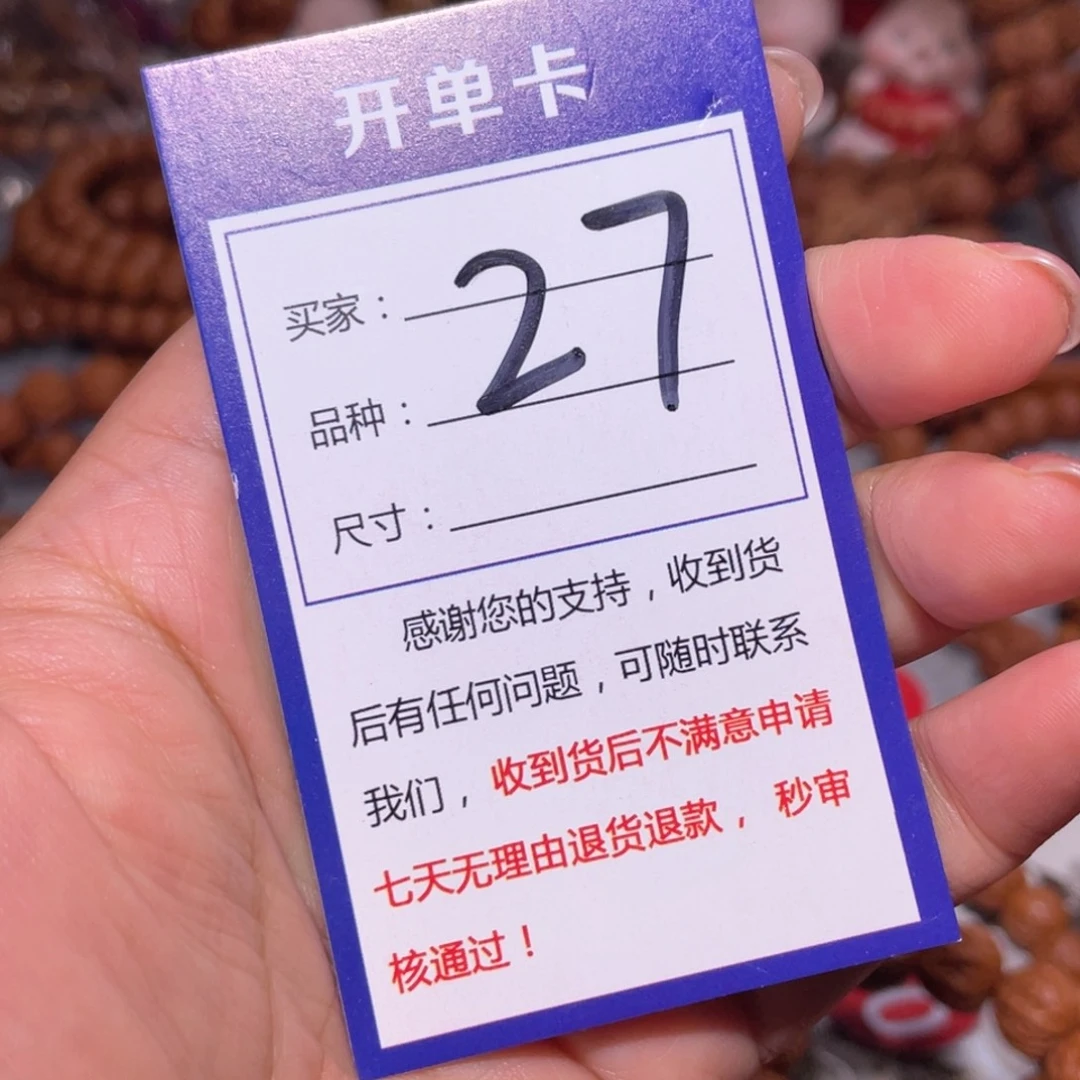 开单卡
买家：
27
品种：
尺寸：
感谢您的支持，收到货
后有任何问题，可随时联系
我们，收到货后不满意申请
七天无理由退货退款，秒审
核通过！